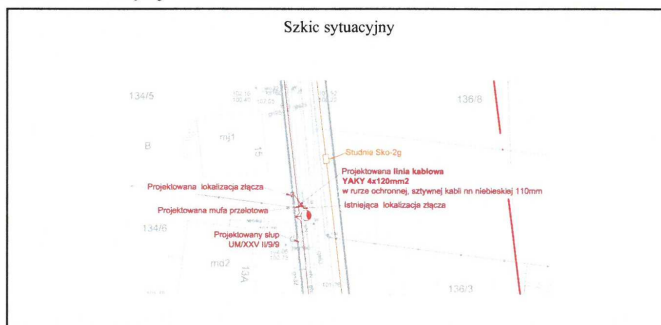 Szkic sytuacyjny
134/5
136/8
B
mj1
15
Studnia Sko-2g
Projektowana linia kablowa
YAKY 4x120mm2
w rurze ochronnej, sztywnej kabli nn niebieskiej 110mm
Projektowana lokalizacja złącza
Istniejąca lokalizacja złącza
Projektowana mufa przelotowa
134/6
Projektowany słup
UM/XXV II/9/9
md2
13A
136/3